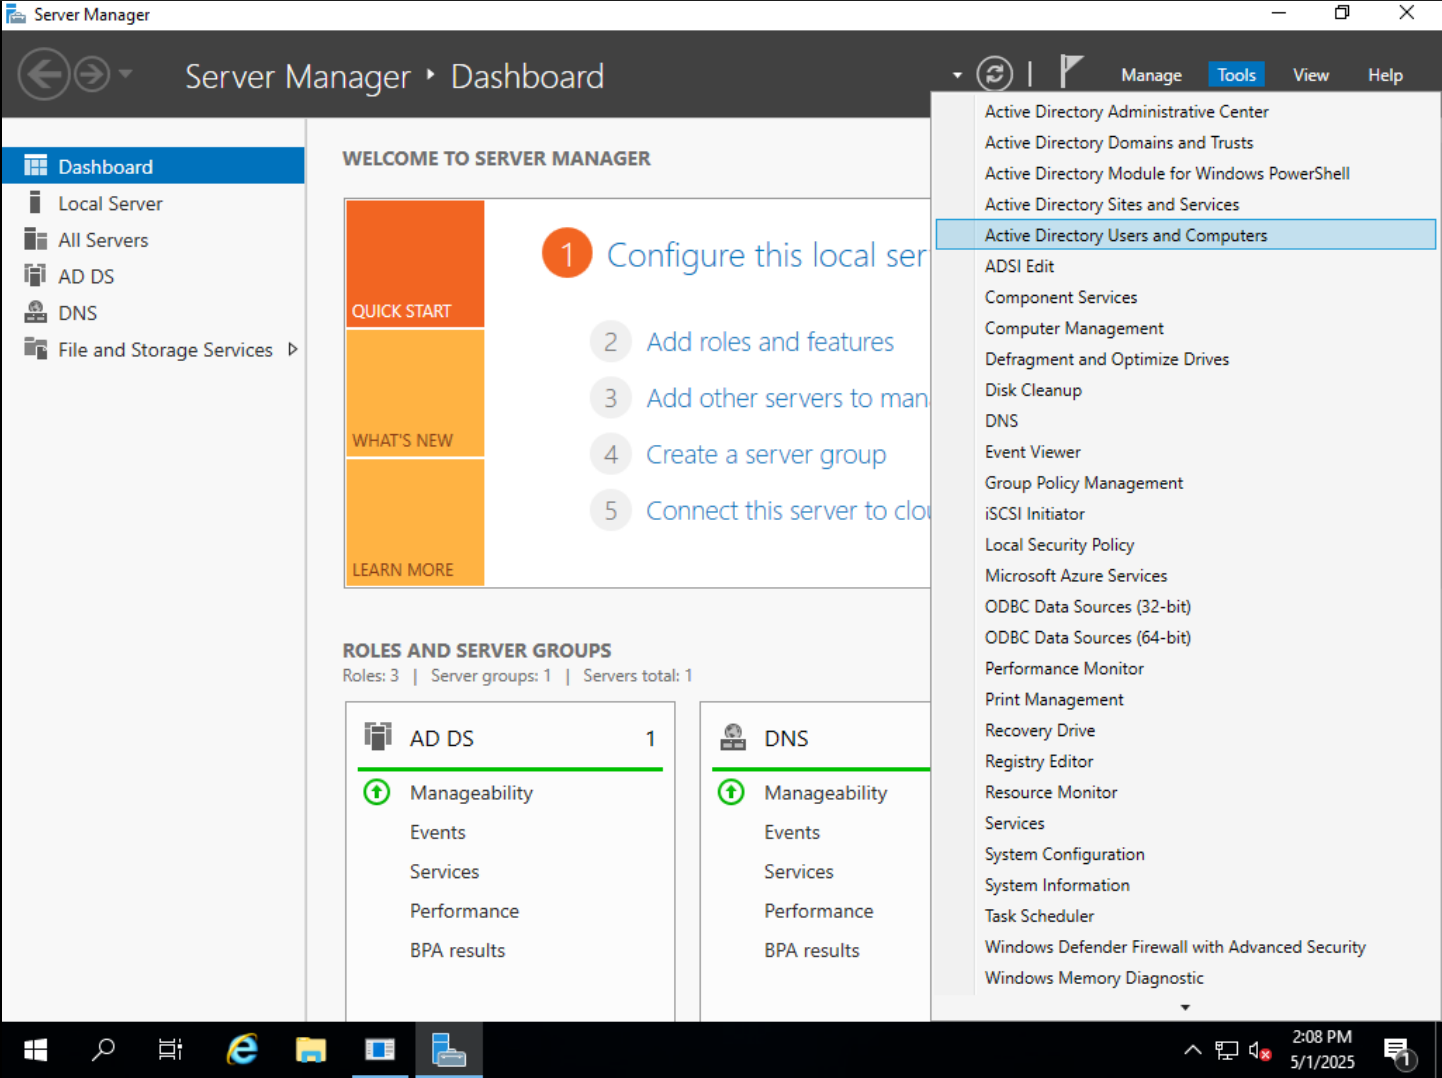 Server Manager
Server Manager ‣ Dashboard
Manage
Tools
View
Help
Dashboard
Local Server
All Servers
AD DS
DNS
File and Storage Services
WELCOME TO SERVER MANAGER
QUICK START
WHAT'S NEW
LEARN MORE
1 Configure this local ser
2 Add roles and features
3 Add other servers to man
4 Create a server group
5 Connect this server to clou
ROLES AND SERVER GROUPS
Roles: 3 | Server groups: 1 | Servers total: 1
AD DS 1
Manageability
Events
Services
Performance
BPA results
DNS
Manageability
Events
Services
Performance
BPA results
Active Directory Administrative Center
Active Directory Domains and Trusts
Active Directory Module for Windows PowerShell
Active Directory Sites and Services
Active Directory Users and Computers
ADSI Edit
Component Services
Computer Management
Defragment and Optimize Drives
Disk Cleanup
DNS
Event Viewer
Group Policy Management
iSCSI Initiator
Local Security Policy
Microsoft Azure Services
ODBC Data Sources (32-bit)
ODBC Data Sources (64-bit)
Performance Monitor
Print Management
Recovery Drive
Registry Editor
Resource Monitor
Services
System Configuration
System Information
Task Scheduler
Windows Defender Firewall with Advanced Security
Windows Memory Diagnostic
2:08 PM
5/1/2025
1